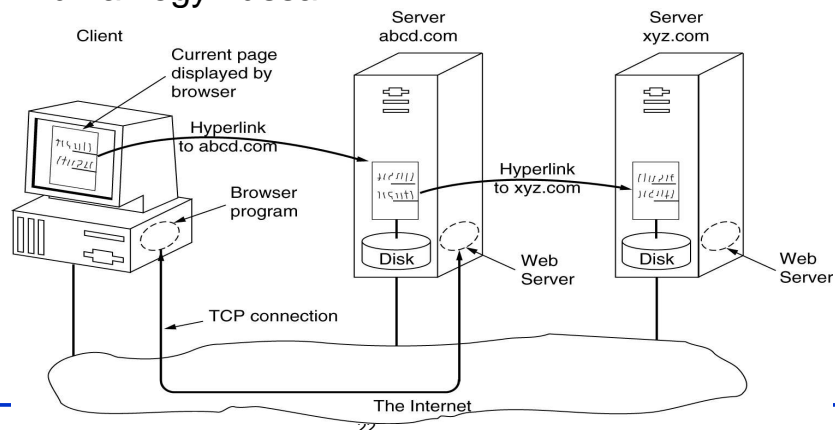 Client
Server
abcd.com
Server
xyz.com
Current page
displayed by
browser
Hyperlink
to abcd.com
Hyperlink
to xyz.com
Browser
program
Disk
Web
Server
Disk
Web
Server
TCP connection
The Internet